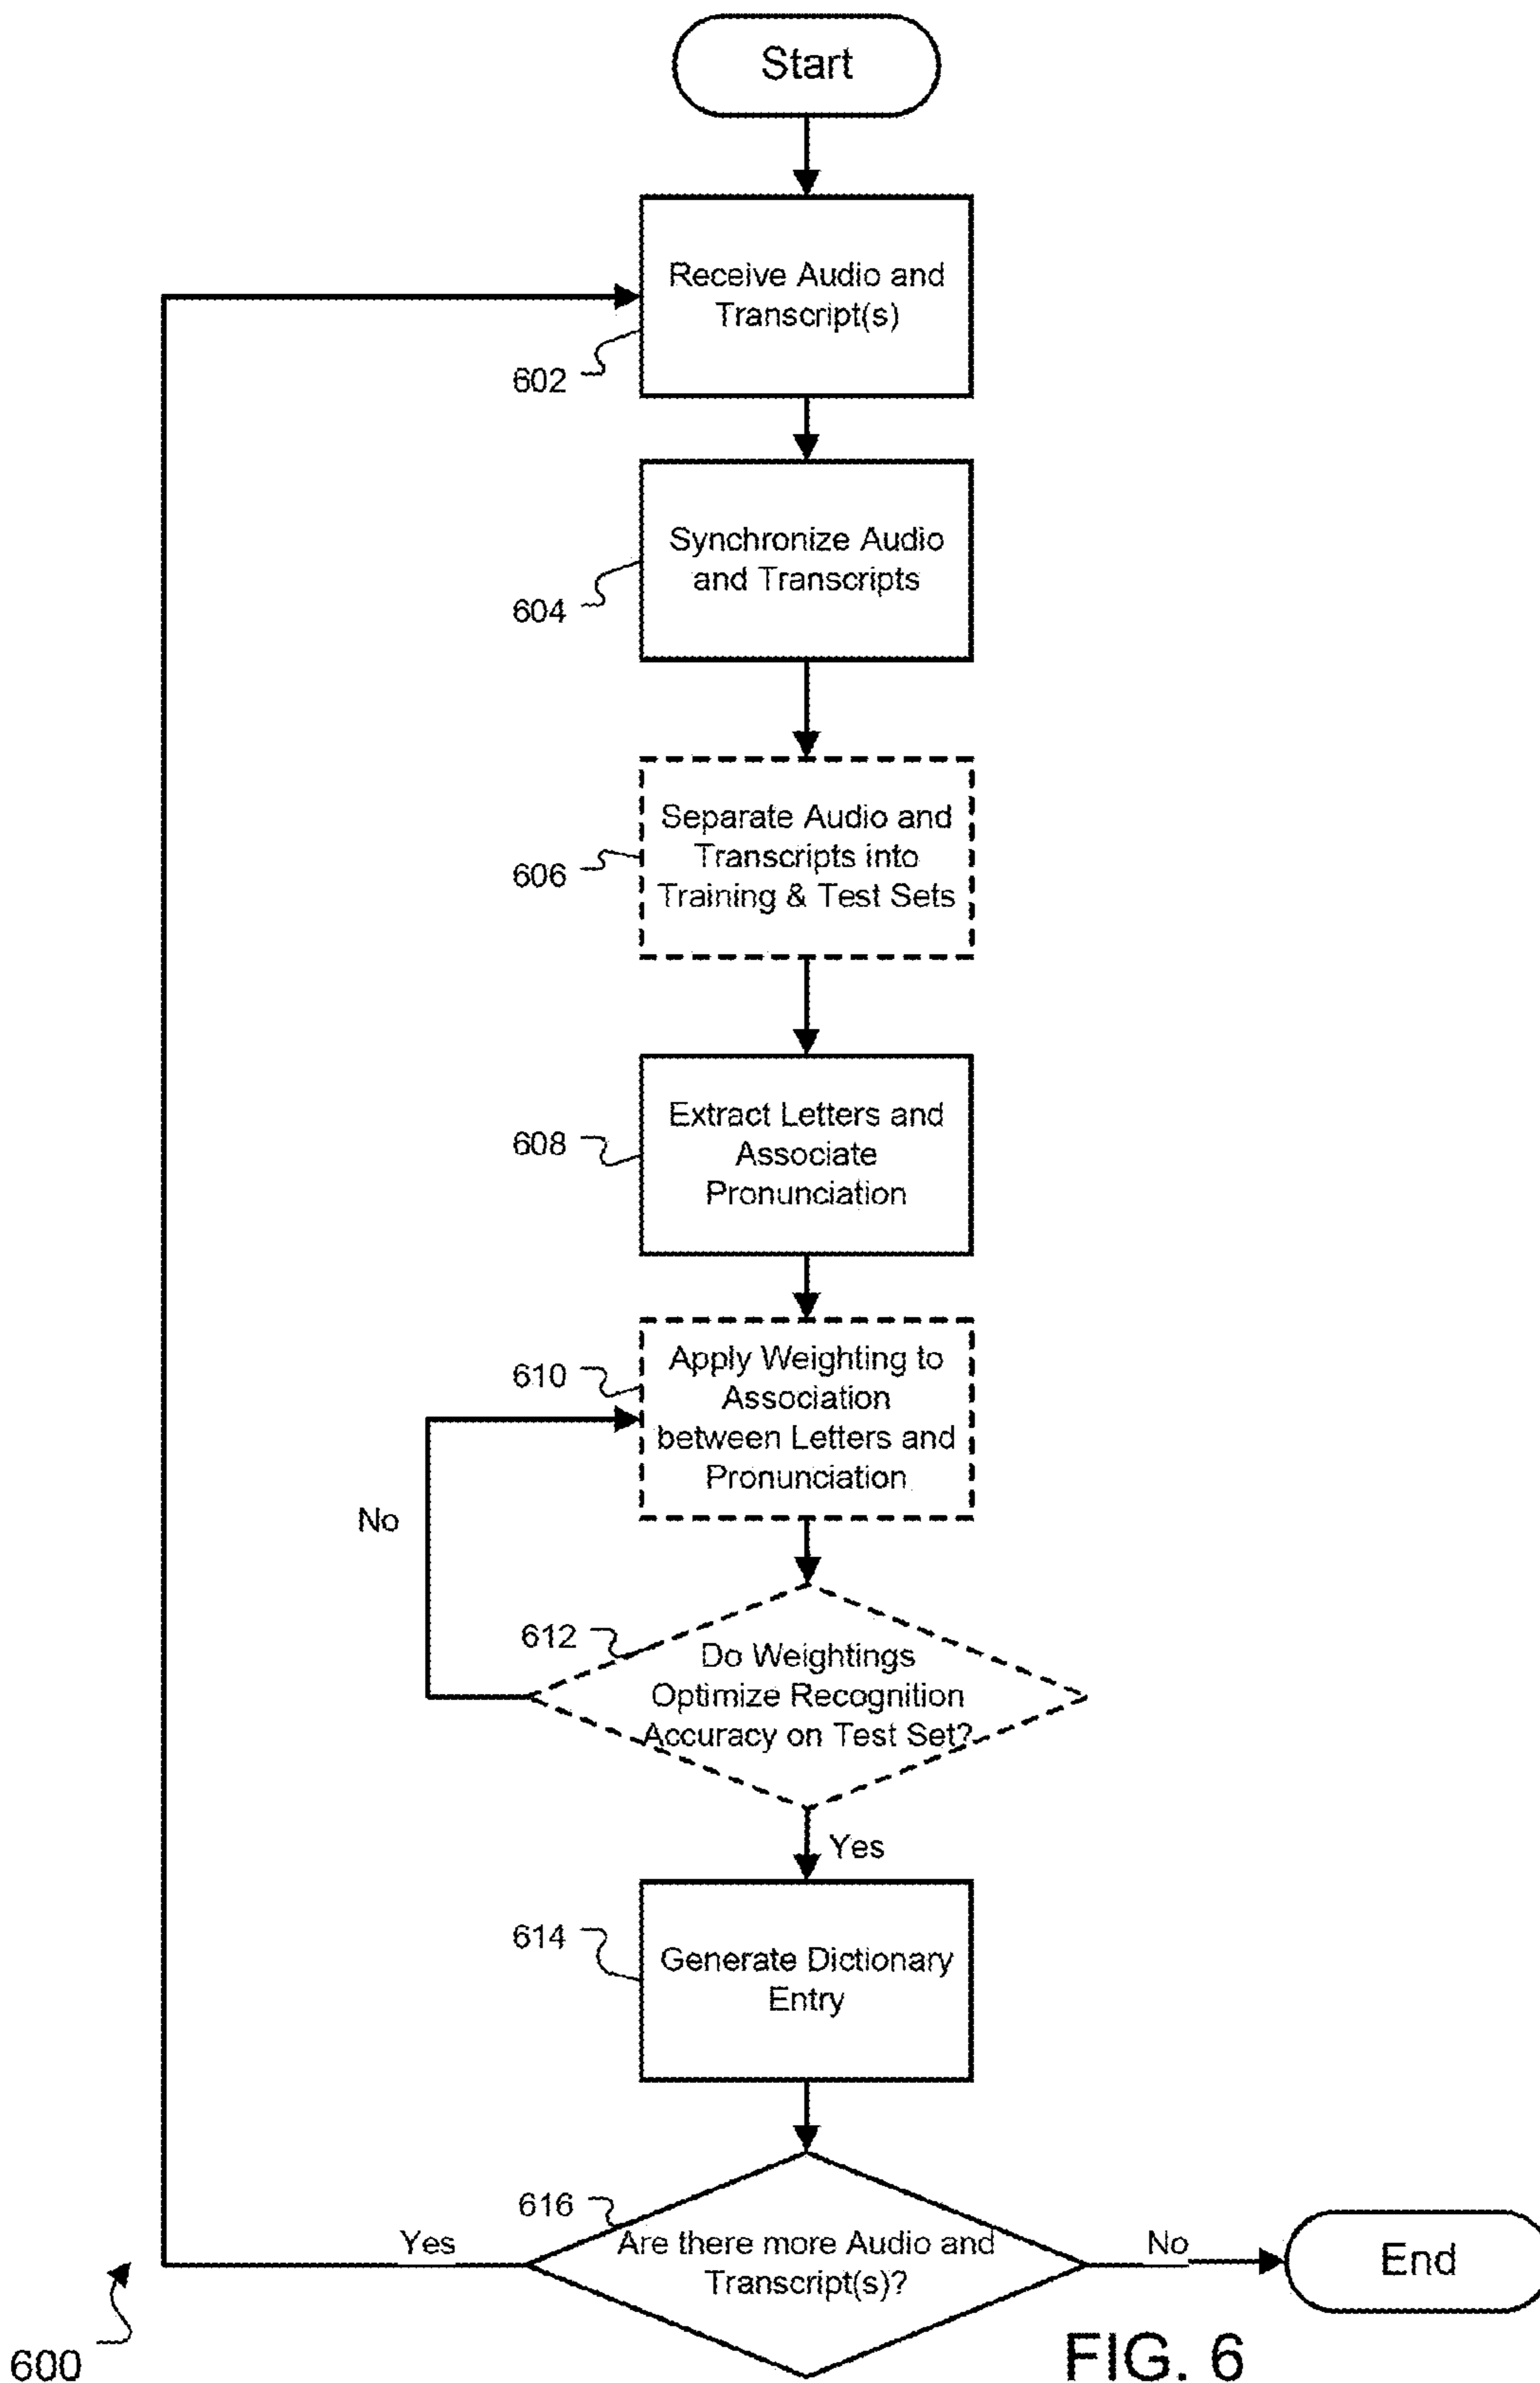 Start
Receive Audio and
Transcript(s)
602
Synchronize Audio
and Transcripts
604
Separate Audio and
Transcripts into
Training & Test Sets
606
Extract Letters and
Associate
Pronunciation
608
Apply Weighting to
Association
between Letters and
Pronunciation
610
No
612
Do Weightings
Optimize Recognition
Accuracy on Test Set?
Yes
614
Generate Dictionary
Entry
616
Are there more Audio and
Transcript(s)?
Yes
No
End
600
FIG. 6